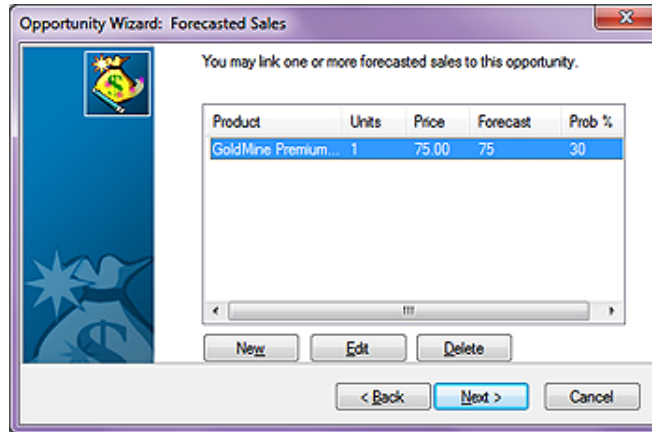 Opportunity Wizard: Forecasted Sales
You may link one or more forecasted sales to this opportunity.
Product Units Price Forecast Prob %
GoldMine Premium... 1 75.00 75 30
New Edit Delete
< Back Next > Cancel